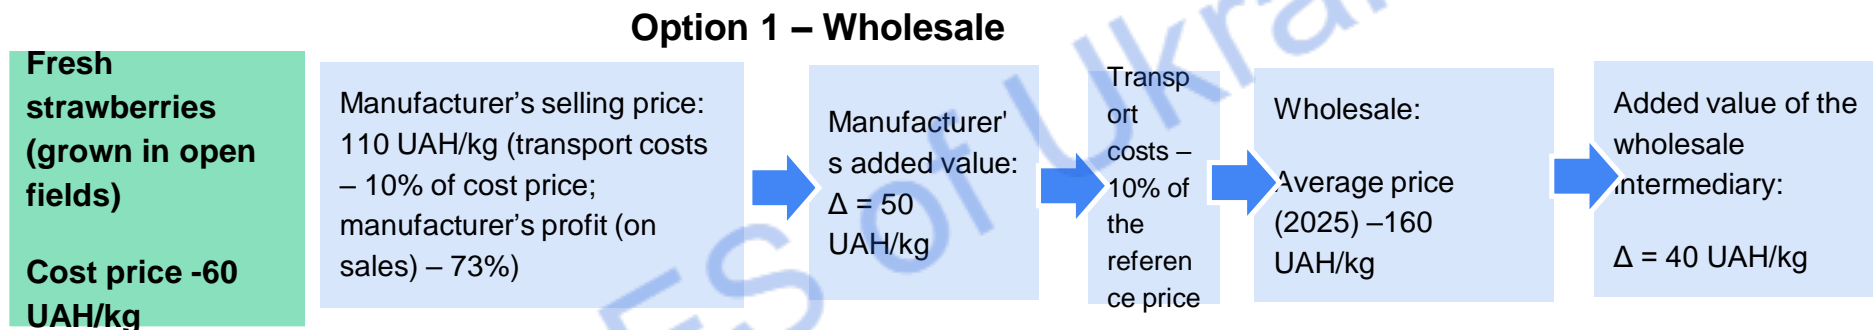 Option 1 – Wholesale
Fresh
strawberries
(grown in open
fields)
Cost price -60
UAH/kg
Manufacturer’s selling price:
110 UAH/kg (transport costs
– 10% of cost price;
manufacturer’s profit (on
sales) – 73%)
Manufacturer'
s added value:
Δ = 50
UAH/kg
Transp
ort
costs –
10% of
the
referen
ce price
Wholesale:
Average price
(2025) –160
UAH/kg
Added value of the
wholesale
intermediary:
Δ = 40 UAH/kg
ES of Ukrai